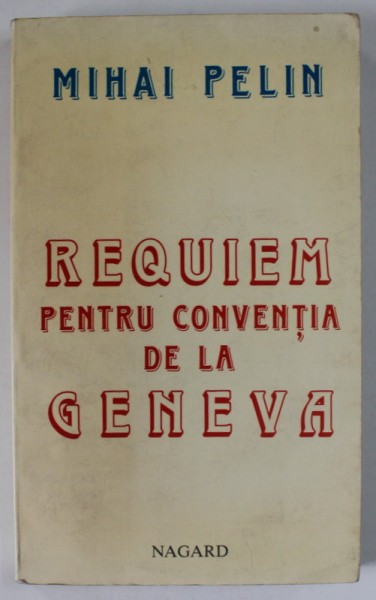 MIHAI PELIN
REQUIEM
PENTRU CONVENȚIA
DE LA
GENEVA
NAGARD